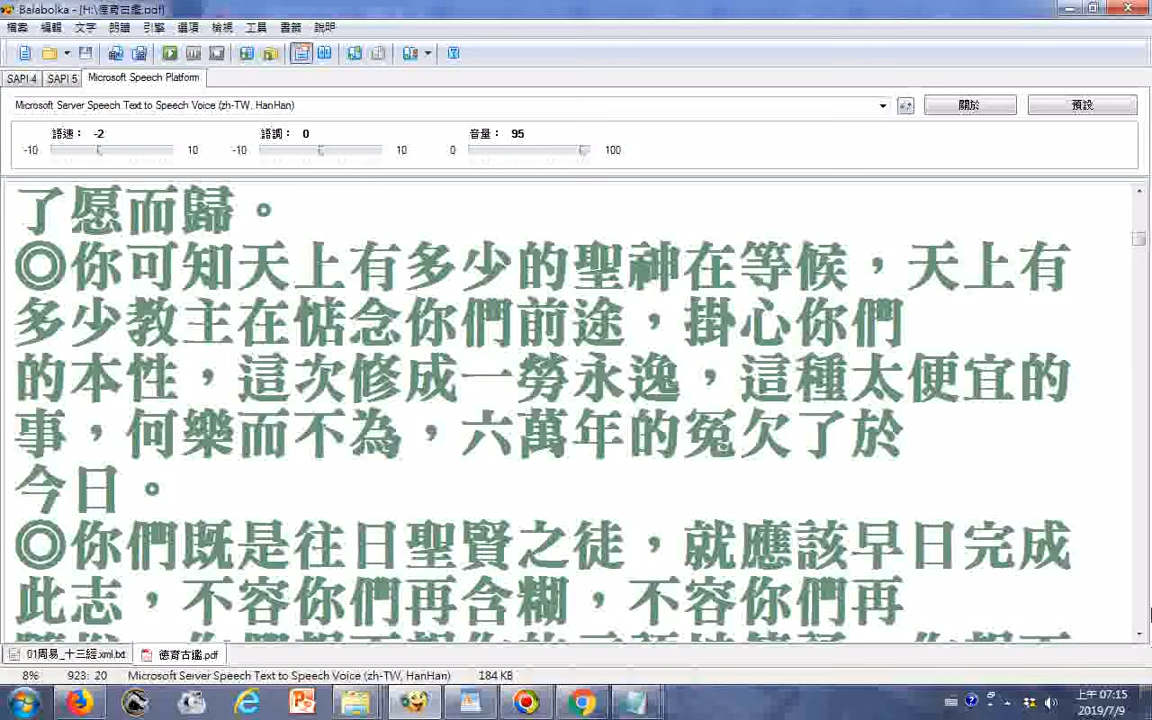 Balabolka - [H:\德育古鑑.pdf]
檔案 編輯 文字 朗讀 引擎 選項 檢視 工具 書籤 說明
SAPI 4 SAPI 5 Microsoft Speech Platform
Microsoft Server Speech Text to Speech Voice (zh-TW, HanHan) 關於 預設
語速： -2 語調： 0 音量： 95
-10 10 -10 10 0 100
了愿而歸。
◎你可知天上有多少的聖神在等候，天上有
多少教主在惦念你們前途，掛心你們
的本性，這次修成一勞永逸，這種太便宜的
事，何樂而不為，六萬年的冤欠了於
今日。
◎你們既是往日聖賢之徒，就應該早日完成
此志，不容你們再含糊，不容你們再
01周易_十三經.xml.txt 德育古鑑.pdf
8% 923: 20 Microsoft Server Speech Text to Speech Voice (zh-TW, HanHan) 184 KB
上午 07:15
2019/7/9